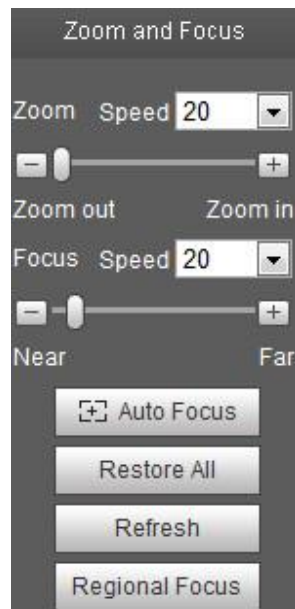 Zoom and Focus
Zoom Speed 20
Zoom out Zoom in
Focus Speed 20
Near Far
Auto Focus
Restore All
Refresh
Regional Focus